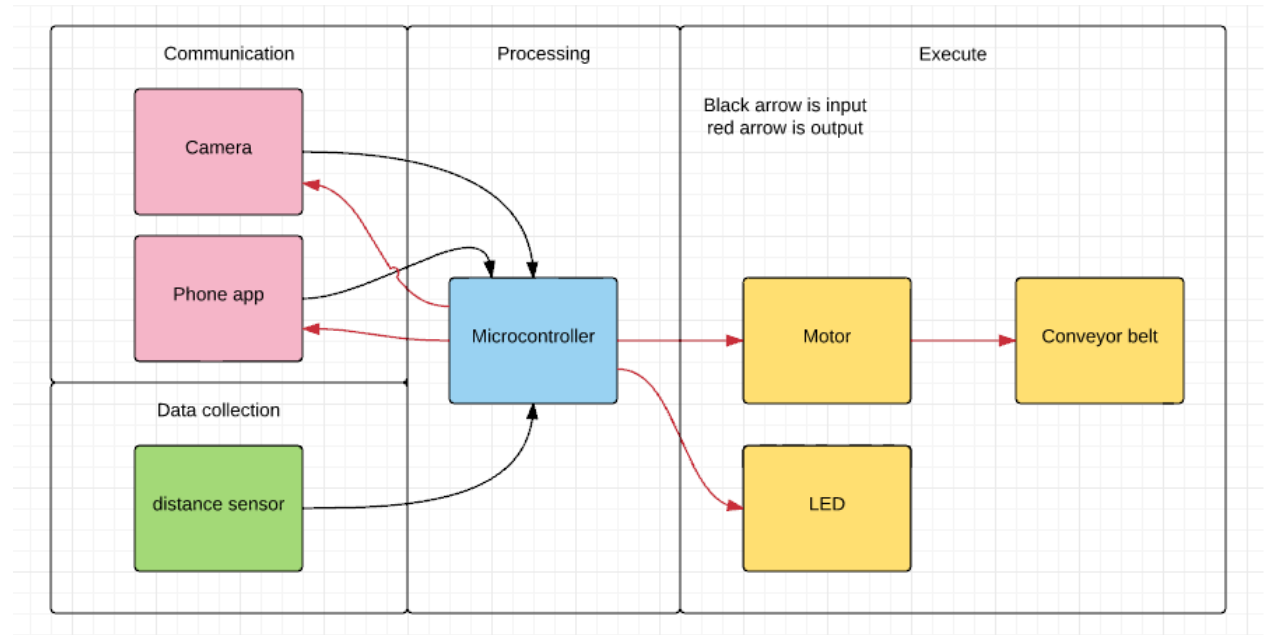 Communication
Processing
Execute
Black arrow is input
red arrow is output
Camera
Phone app
Microcontroller
Motor
Conveyor belt
Data collection
distance sensor
LED